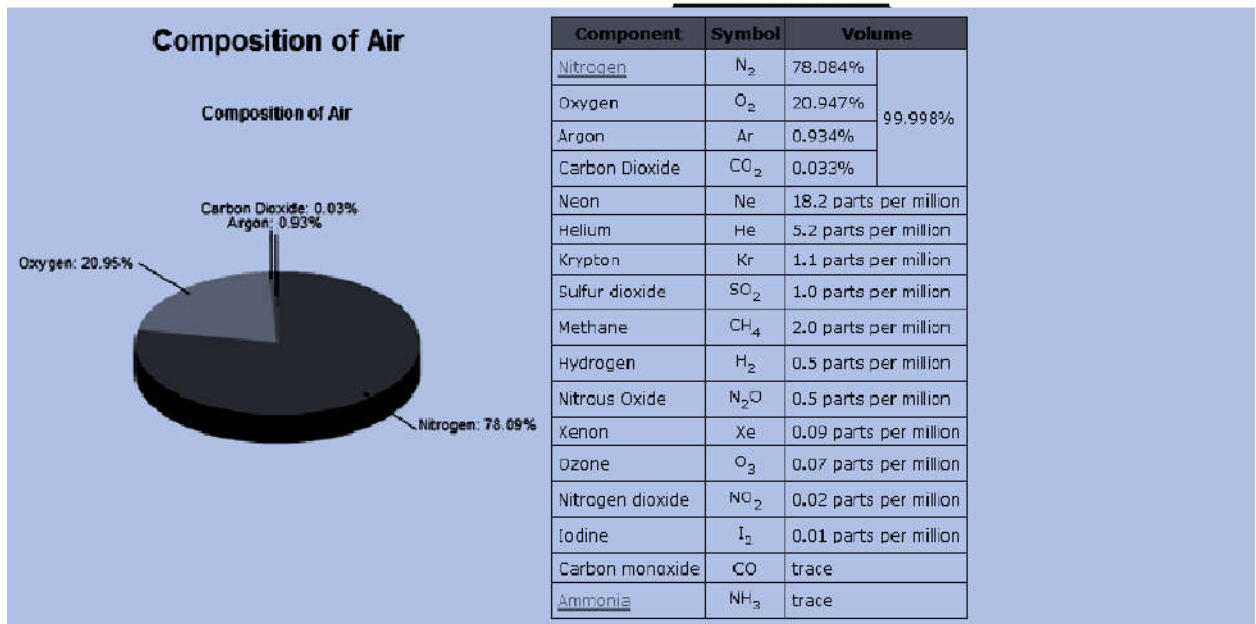 Composition of Air
Composition of Air
Carbon Dioxide: 0.03%
Argon: 0.93%
Oxygen: 20.95%
Nitrogen: 78.09%
Component Symbol Volume
Nitrogen N₂ 78.084%
Oxygen O₂ 20.947%
99.998%
Argon Ar 0.934%
Carbon Dioxide CO₂ 0.033%
Neon Ne 18.2 parts per million
Helium He 5.2 parts per million
Krypton Kr 1.1 parts per million
Sulfur dioxide SO₂ 1.0 parts per million
Methane CH₄ 2.0 parts per million
Hydrogen H₂ 0.5 parts per million
Nitrous Oxide N₂O 0.5 parts per million
Xenon Xe 0.09 parts per million
Ozone O₃ 0.07 parts per million
Nitrogen dioxide NO₂ 0.02 parts per million
Iodine I₂ 0.01 parts per million
Carbon monoxide CO trace
Ammonia NH₃ trace